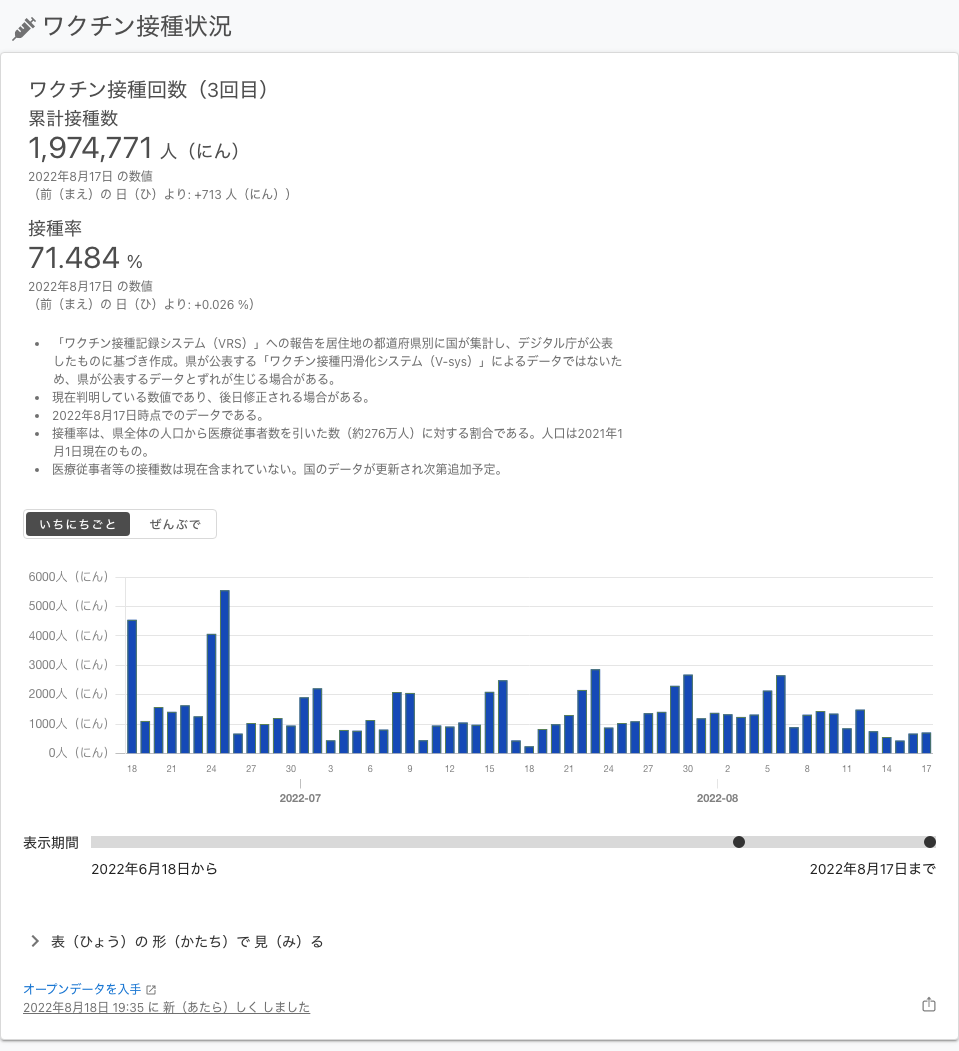 ワクチン接種状況
ワクチン接種回数（3回目）
累計接種数
1,974,771 人（にん）
2022年8月17日 の数値
（前（まえ）の 日（ひ）より: +713 人（にん））
接種率
71.484 %
2022年8月17日 の数値
（前（まえ）の 日（ひ）より: +0.026 %）
• 「ワクチン接種記録システム（VRS）」への報告を居住地の都道府県別に国が集計し、デジタル庁が公表
したものに基づき作成。県が公表する「ワクチン接種円滑化システム（V-sys）」によるデータではないた
め、県が公表するデータとずれが生じる場合がある。
• 現在判明している数値であり、後日修正される場合がある。
• 2022年8月17日時点でのデータである。
• 接種率は、県全体の人口から医療従事者数を引いた数（約276万人）に対する割合である。人口は2021年1
月1日現在のもの。
• 医療従事者等の接種数は現在含まれていない。国のデータが更新され次第追加予定。
いちにちごと ぜんぶで
6000人（にん）
5000人（にん）
4000人（にん）
3000人（にん）
2000人（にん）
1000人（にん）
0人（にん）
18 21 24 27 30 3 6 9 12 15 18 21 24 27 30 2 5 8 11 14 17
2022-07 2022-08
表示期間
2022年6月18日から 2022年8月17日まで
表（ひょう）の 形（かたち）で 見（み）る
オープンデータを入手
2022年8月18日 19:35 に 新（あたら）しく しました